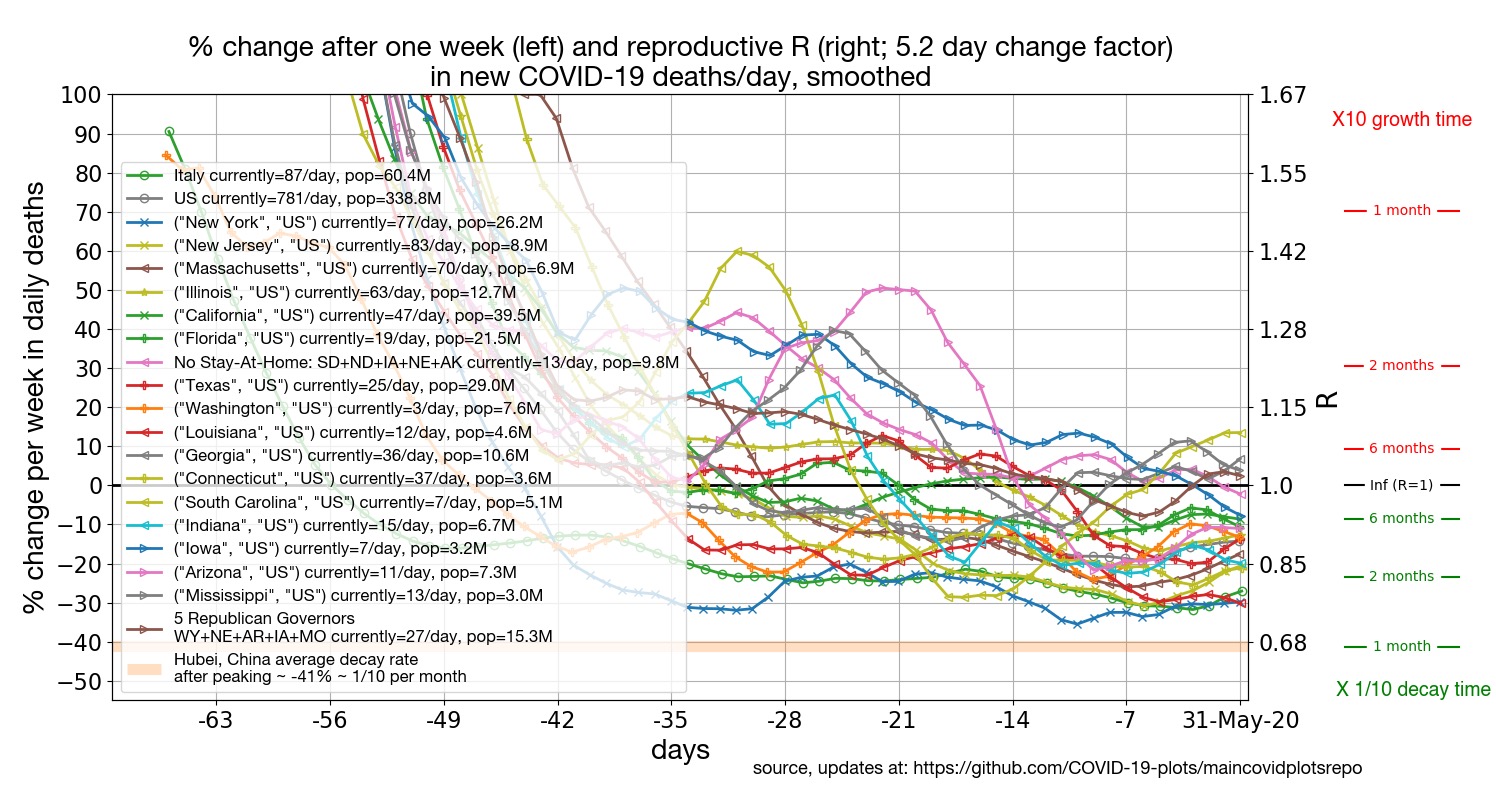 % change after one week (left) and reproductive R (right; 5.2 day change factor)
in new COVID-19 deaths/day, smoothed
% change per week in daily deaths
100
90
80
70
60
50
40
30
20
10
0
−10
−20
−30
−40
−50
Italy currently=87/day, pop=60.4M
US currently=781/day, pop=338.8M
("New York", "US") currently=77/day, pop=26.2M
("New Jersey", "US") currently=83/day, pop=8.9M
("Massachusetts", "US") currently=70/day, pop=6.9M
("Illinois", "US") currently=63/day, pop=12.7M
("California", "US") currently=47/day, pop=39.5M
("Florida", "US") currently=19/day, pop=21.5M
No Stay-At-Home: SD+ND+IA+NE+AK currently=13/day, pop=9.8M
("Texas", "US") currently=25/day, pop=29.0M
("Washington", "US") currently=3/day, pop=7.6M
("Louisiana", "US") currently=12/day, pop=4.6M
("Georgia", "US") currently=36/day, pop=10.6M
("Connecticut", "US") currently=37/day, pop=3.6M
("South Carolina", "US") currently=7/day, pop=5.1M
("Indiana", "US") currently=15/day, pop=6.7M
("Iowa", "US") currently=7/day, pop=3.2M
("Arizona", "US") currently=11/day, pop=7.3M
("Mississippi", "US") currently=13/day, pop=3.0M
5 Republican Governors
WY+NE+AR+IA+MO currently=27/day, pop=15.3M
Hubei, China average decay rate
after peaking ~ -41% ~ 1/10 per month
1.67
1.55
1.42
1.28
1.15
1.0
0.85
0.68
R
X10 growth time
1 month
2 months
6 months
Inf (R=1)
6 months
2 months
1 month
X 1/10 decay time
-63
-56
-49
-42
-35
-28
-21
-14
-7
31-May-20
days
source, updates at: https://github.com/COVID-19-plots/maincovidplotsrepo